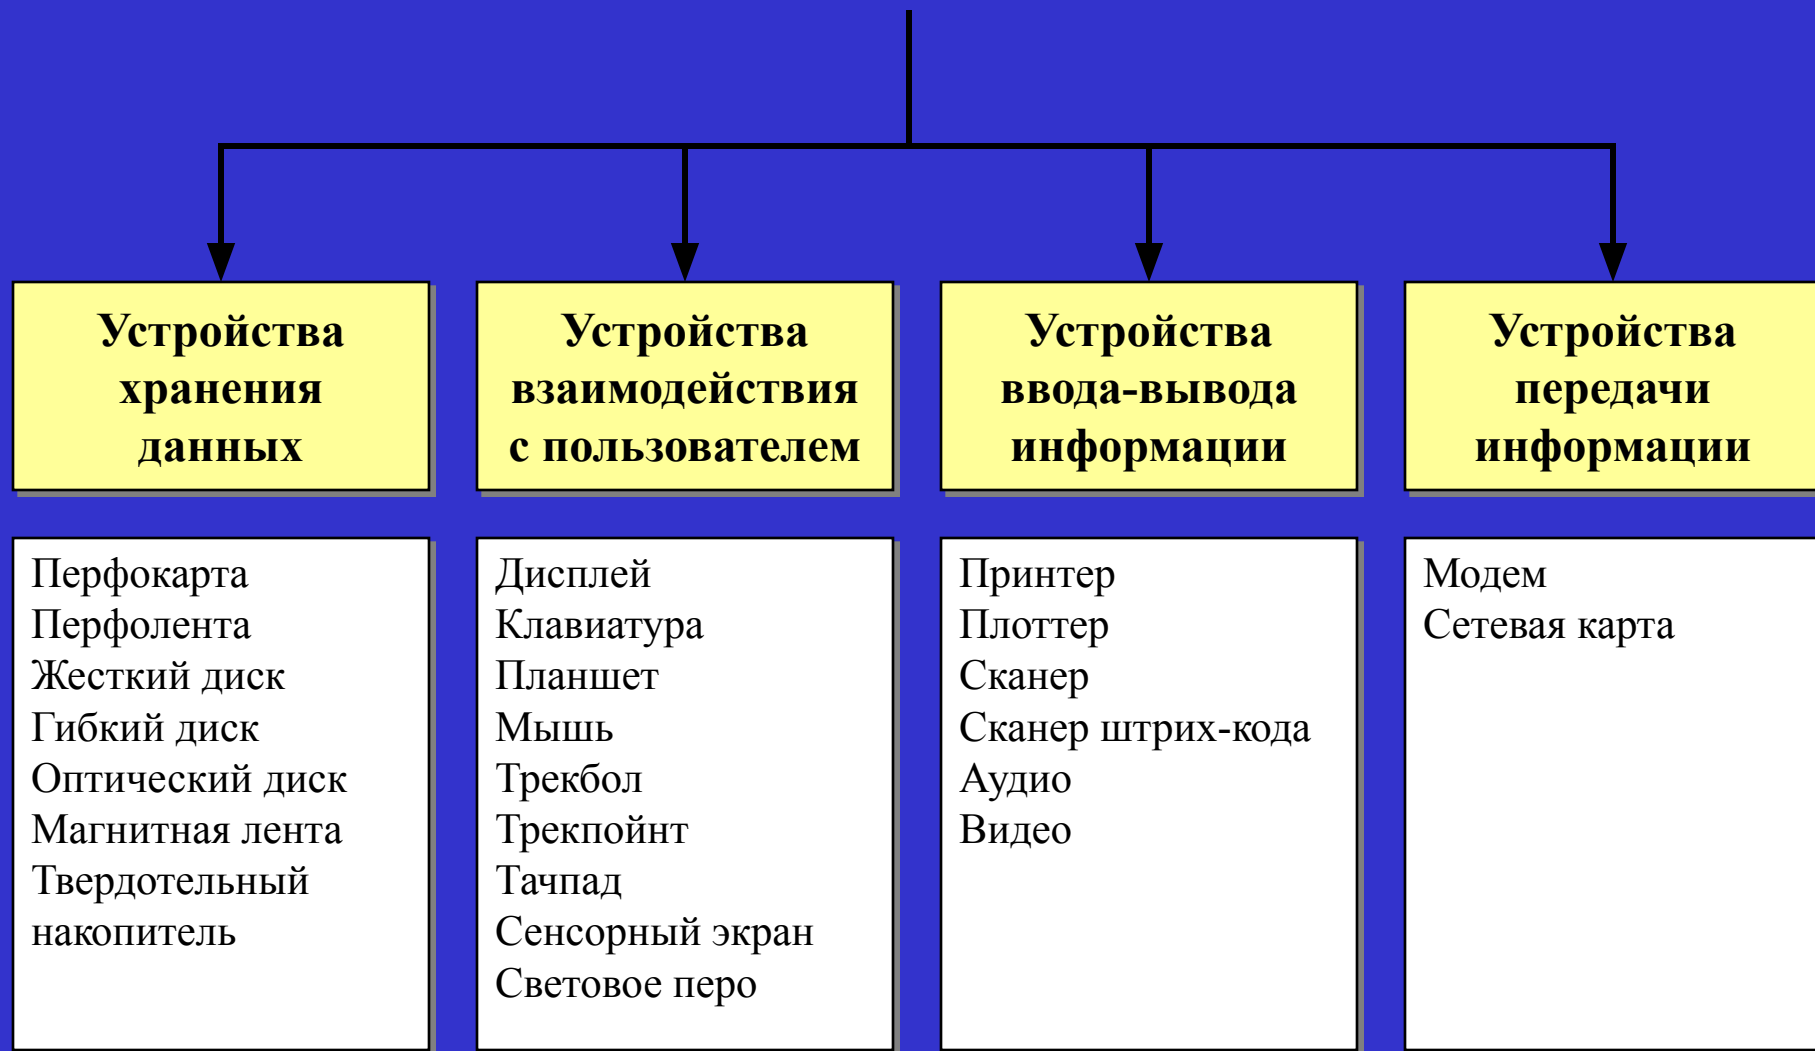 Устройства
хранения
данных
Устройства
взаимодействия
с пользователем
Устройства
ввода-вывода
информации
Устройства
передачи
информации
Перфокарта
Перфолента
Жесткий диск
Гибкий диск
Оптический диск
Магнитная лента
Твердотельный
накопитель
Дисплей
Клавиатура
Планшет
Мышь
Трекбол
Трекпойнт
Тачпад
Сенсорный экран
Световое перо
Принтер
Плоттер
Сканер
Сканер штрих-кода
Аудио
Видео
Модем
Сетевая карта